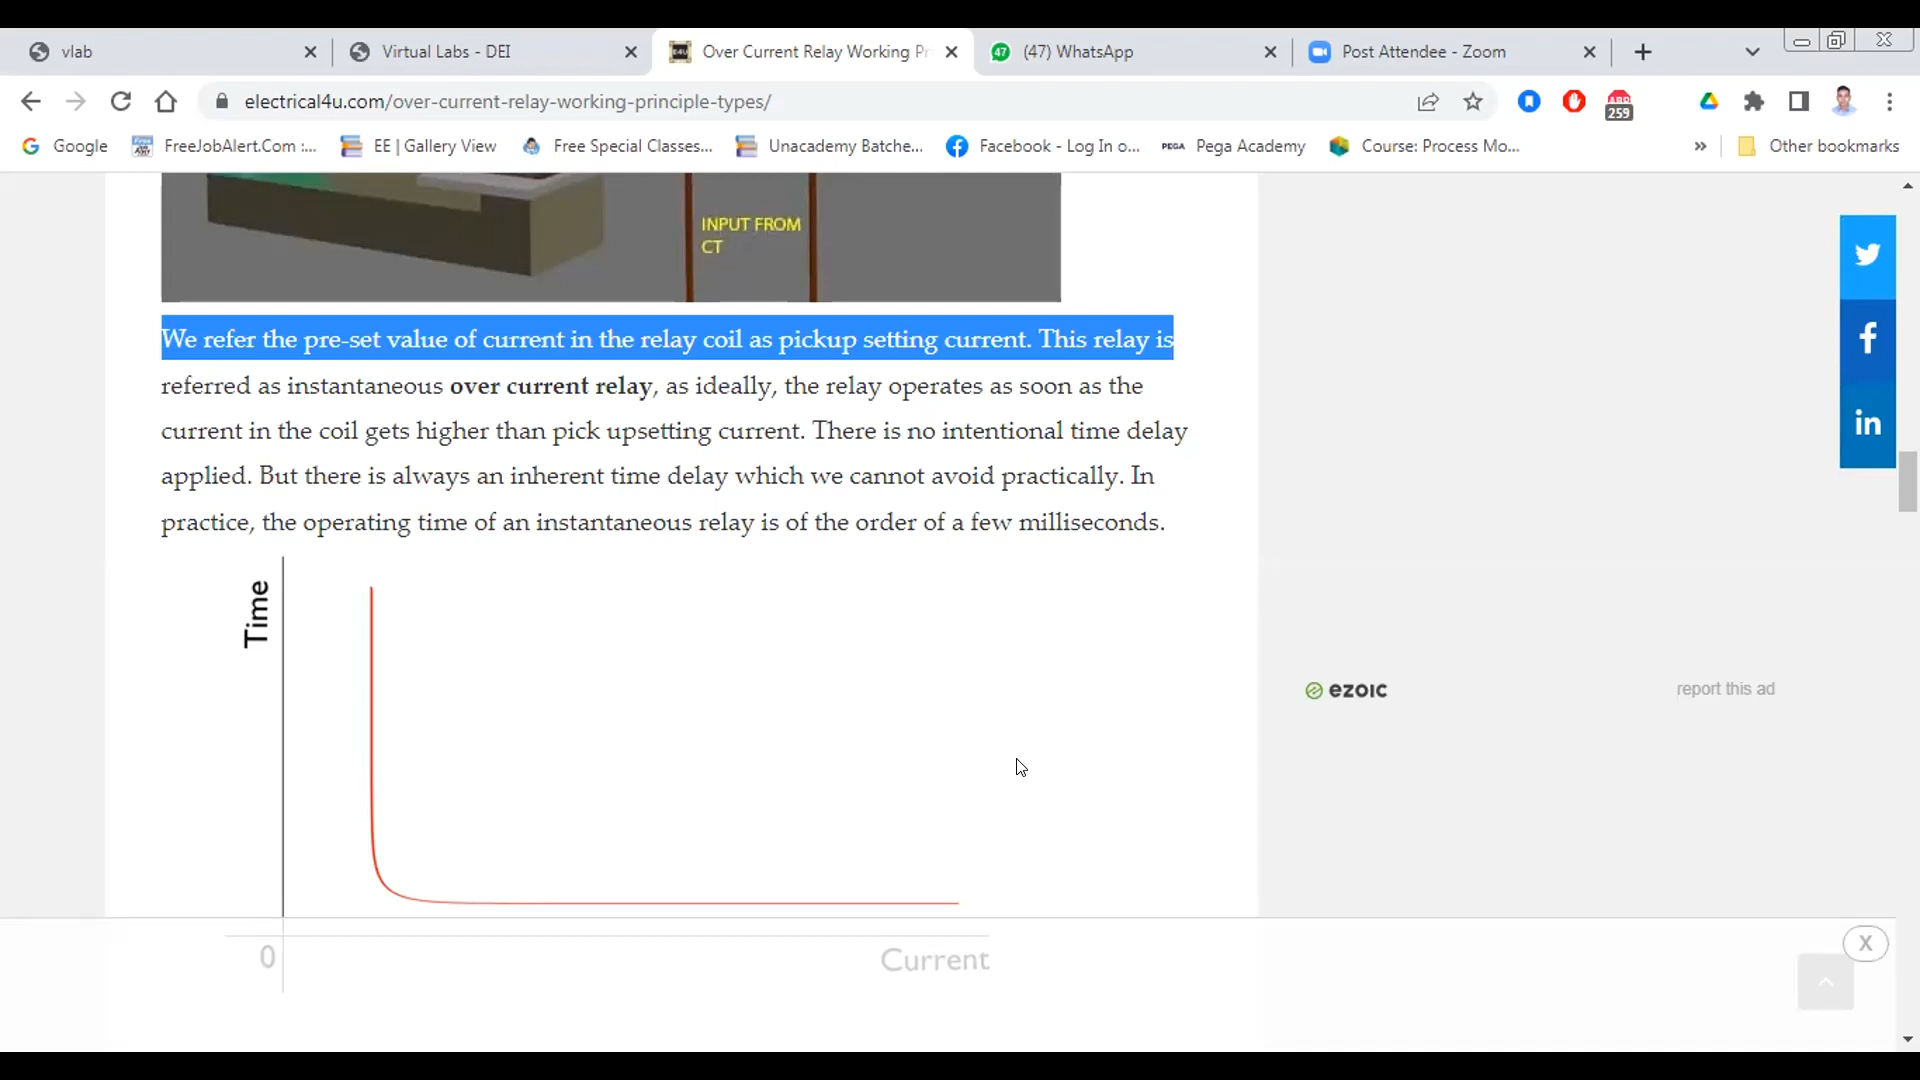 vlab
Virtual Labs - DEI
Over Current Relay Working Pr
47
(47) WhatsApp
Post Attendee - Zoom
electrical4u.com/over-current-relay-working-principle-types/
259
Google
FreeJobAlert.Com :...
EE | Gallery View
Free Special Classes...
Unacademy Batche...
Facebook - Log In o...
PEGA
Pega Academy
Course: Process Mo...
»
Other bookmarks
INPUT FROM
CT
We refer the pre-set value of current in the relay coil as pickup setting current. This relay is
referred as instantaneous over current relay, as ideally, the relay operates as soon as the
current in the coil gets higher than pick upsetting current. There is no intentional time delay
applied. But there is always an inherent time delay which we cannot avoid practically. In
practice, the operating time of an instantaneous relay is of the order of a few milliseconds.
Time
ezoic
report this ad
0
Current
X